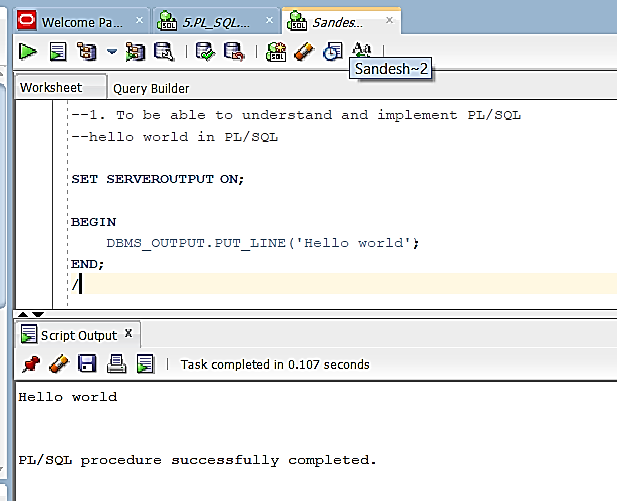 Welcome Pa...
5.PL_SQL....
Sandes...
Aa
Sandesh~2
Worksheet
Query Builder
--1. To be able to understand and implement PL/SQL
--hello world in PL/SQL
SET SERVEROUTPUT ON;
BEGIN
DBMS_OUTPUT.PUT_LINE('Hello world';
END;
/
Script Output
Task completed in 0.107 seconds
Hello world
PL/SQL procedure successfully completed.